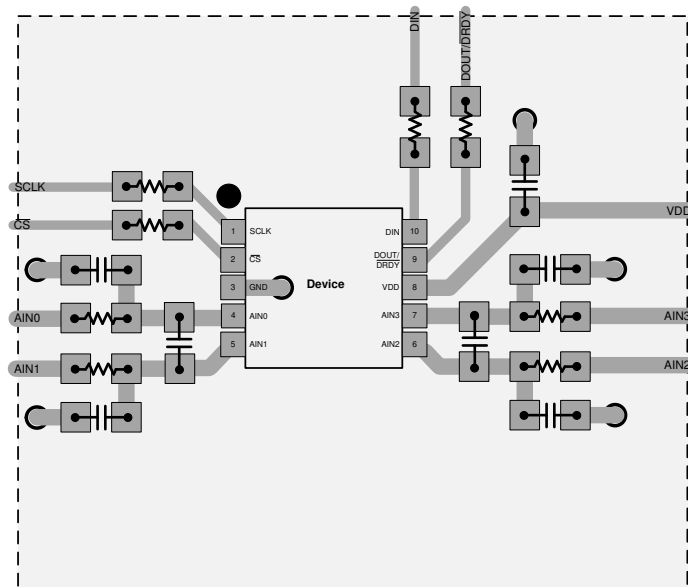 DIN
DOUT/DRDY
SCLK
CS
VDD
1 SCLK
DIN 10
2 CS
DOUT/
DRDY 9
3 GND
Device
VDD 8
AIN0
4 AIN0
AIN3 7
AIN3
5 AIN1
AIN2 6
AIN1
AIN2